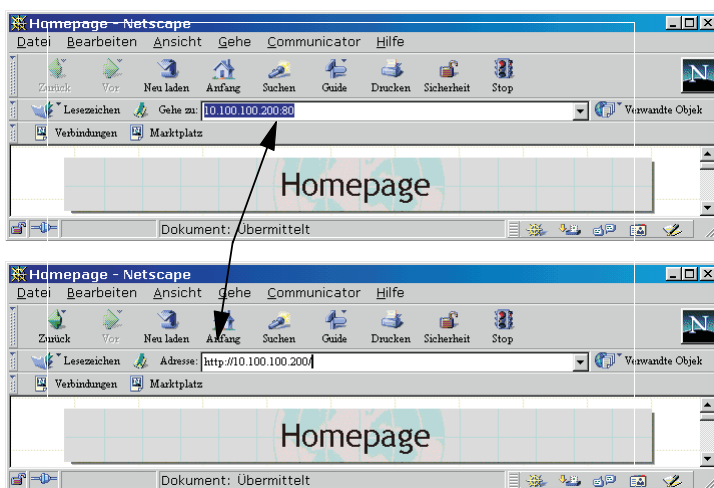 Homepage - Netscape
Datei Bearbeiten Ansicht Gehe Communicator Hilfe
Zurück Vor Neu laden Anfang Suchen Guide Drucken Sicherheit Stop
N
Lesezeichen Gehe zu: 10.100.100.200:80 Verwandte Objek
Verbindungen Marktplatz
Homepage
Dokument: Übermittelt
Homepage - Netscape
Datei Bearbeiten Ansicht Gehe Communicator Hilfe
Zurück Vor Neu laden Anfang Suchen Guide Drucken Sicherheit Stop
N
Lesezeichen Adresse: http://10.100.100.200/ Verwandte Objek
Verbindungen Marktplatz
Homepage
Dokument: Übermittelt